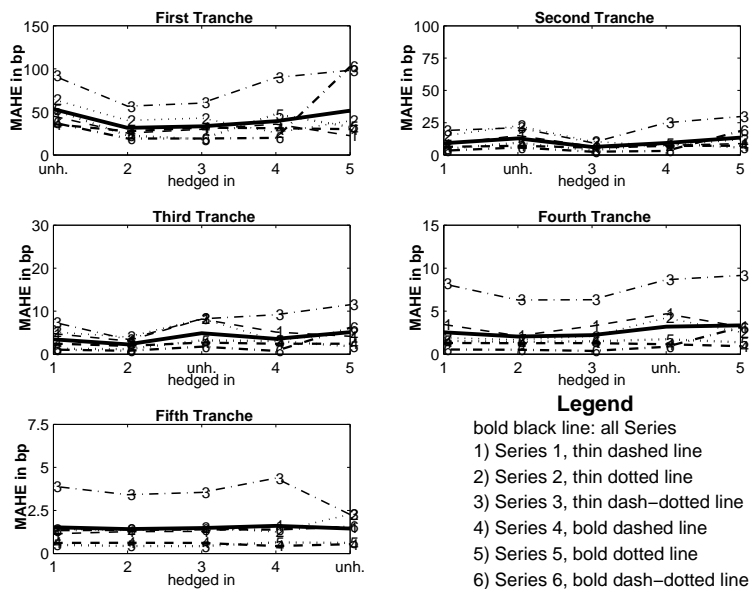 First Tranche
MAHE in bp
150
100
50
0
unh. 2 3 4 5
hedged in
Second Tranche
MAHE in bp
100
75
50
25
0
1 unh. 3 4 5
hedged in
Third Tranche
MAHE in bp
30
20
10
0
1 2 unh. 4 5
hedged in
Fourth Tranche
MAHE in bp
15
10
5
0
1 2 3 unh. 5
hedged in
Fifth Tranche
MAHE in bp
7.5
5
2.5
0
1 2 3 4 unh.
hedged in
Legend
bold black line: all Series
1) Series 1, thin dashed line
2) Series 2, thin dotted line
3) Series 3, thin dash-dotted line
4) Series 4, bold dashed line
5) Series 5, bold dotted line
6) Series 6, bold dash-dotted line